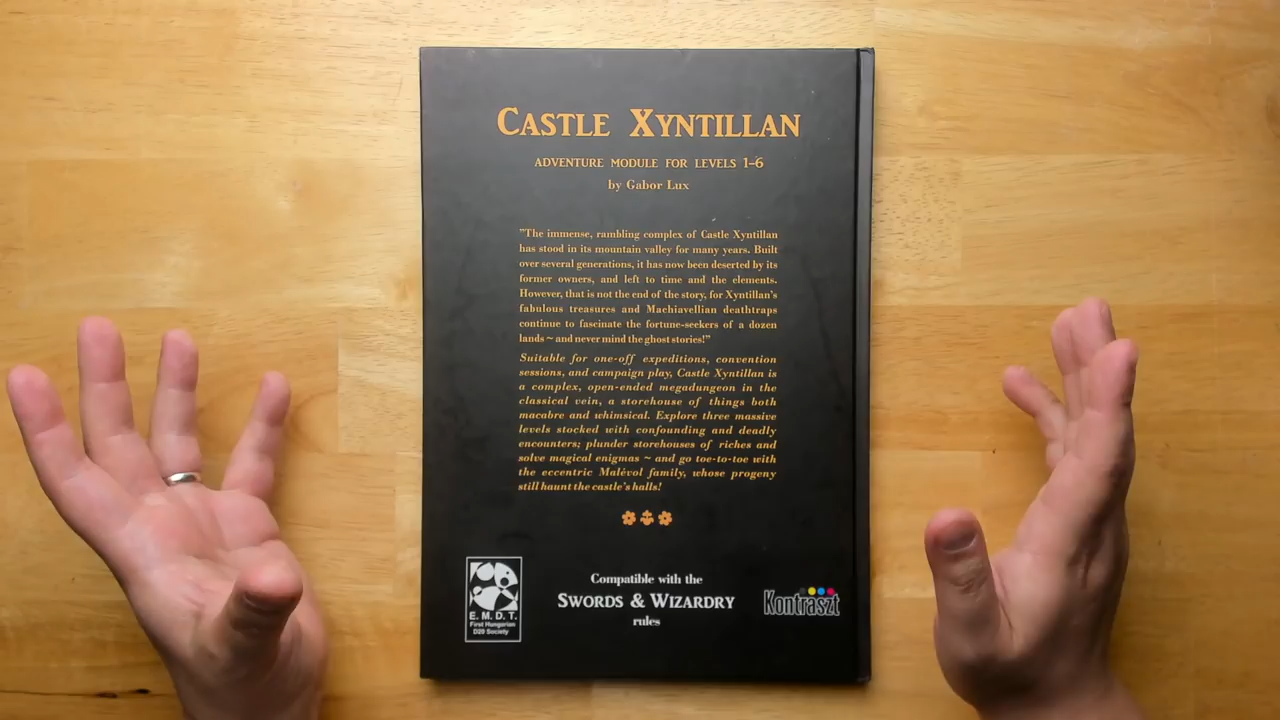 CASTLE XYNTILLAN
ADVENTURE MODULE FOR LEVELS 1–6
by Gabor Lux
"The immense, rambling complex of Castle Xyntillan
has stood in its mountain valley for many years. Built
over several generations, it has now been deserted by its
former owners, and left to time and the elements.
However, that is not the end of the story, for Xyntillan's
fabulous treasures and Machiavellian deathtraps
continue to fascinate the fortune-seekers of a dozen
lands ~ and never mind the ghost stories!"
Suitable for one-off expeditions, convention
sessions, and campaign play, Castle Xyntillan is
a complex, open-ended megadungeon in the
classical vein, a storehouse of things both
macabre and whimsical. Explore three massive
levels stocked with confounding and deadly
encounters; plunder storehouses of riches and
solve magical enigmas ~ and go toe-to-toe with
the eccentric Malévol family, whose progeny
still haunt the castle's halls!
E. M. D. T.
First Hungarian
D20 Society
Compatible with the
SWORDS & WIZARDRY
rules
Kontraszt